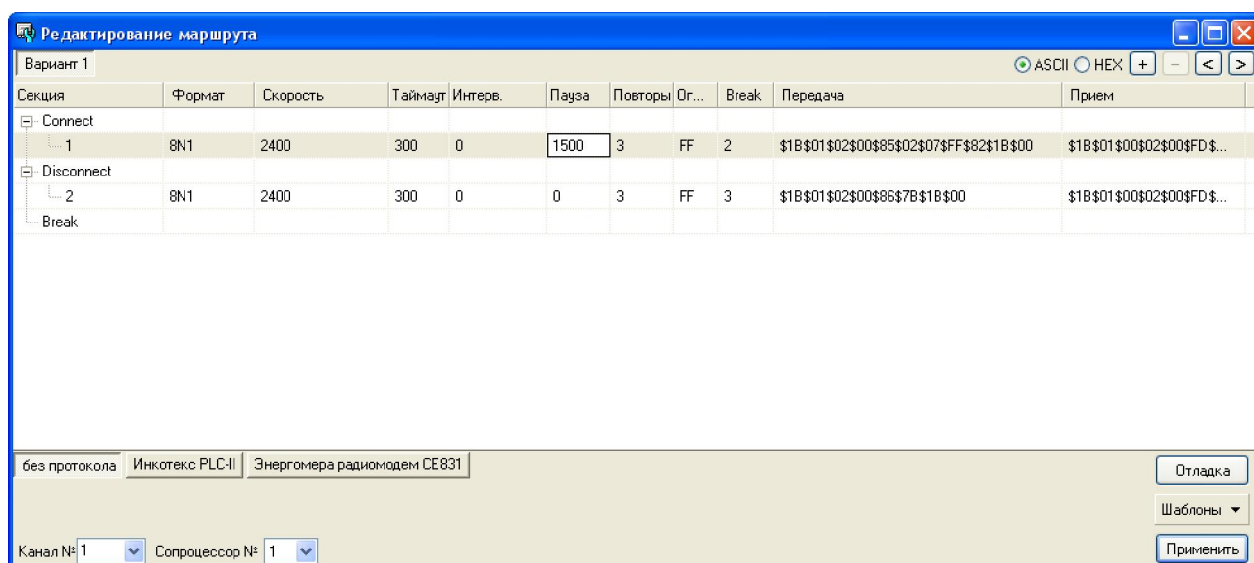 Редактирование маршрута
Вариант 1 ASCII HEX + - < >
Секция Формат Скорость Таймаут Интерв. Пауза Повторы Ог... Break Передача Прием
Connect
1 8N1 2400 300 0 1500 3 FF 2 $1B$01$02$00$85$02$07$FF$82$1B$00 $1B$01$00$02$00$FD$...
Disconnect
2 8N1 2400 300 0 0 3 FF 3 $1B$01$02$00$86$7B$1B$00 $1B$01$00$02$00$FD$...
Break
без протокола Инкотекс PLC-II Энергомера радиомодем CE831 Отладка
Шаблоны
Канал № 1 Сопроцессор № 1 Применить